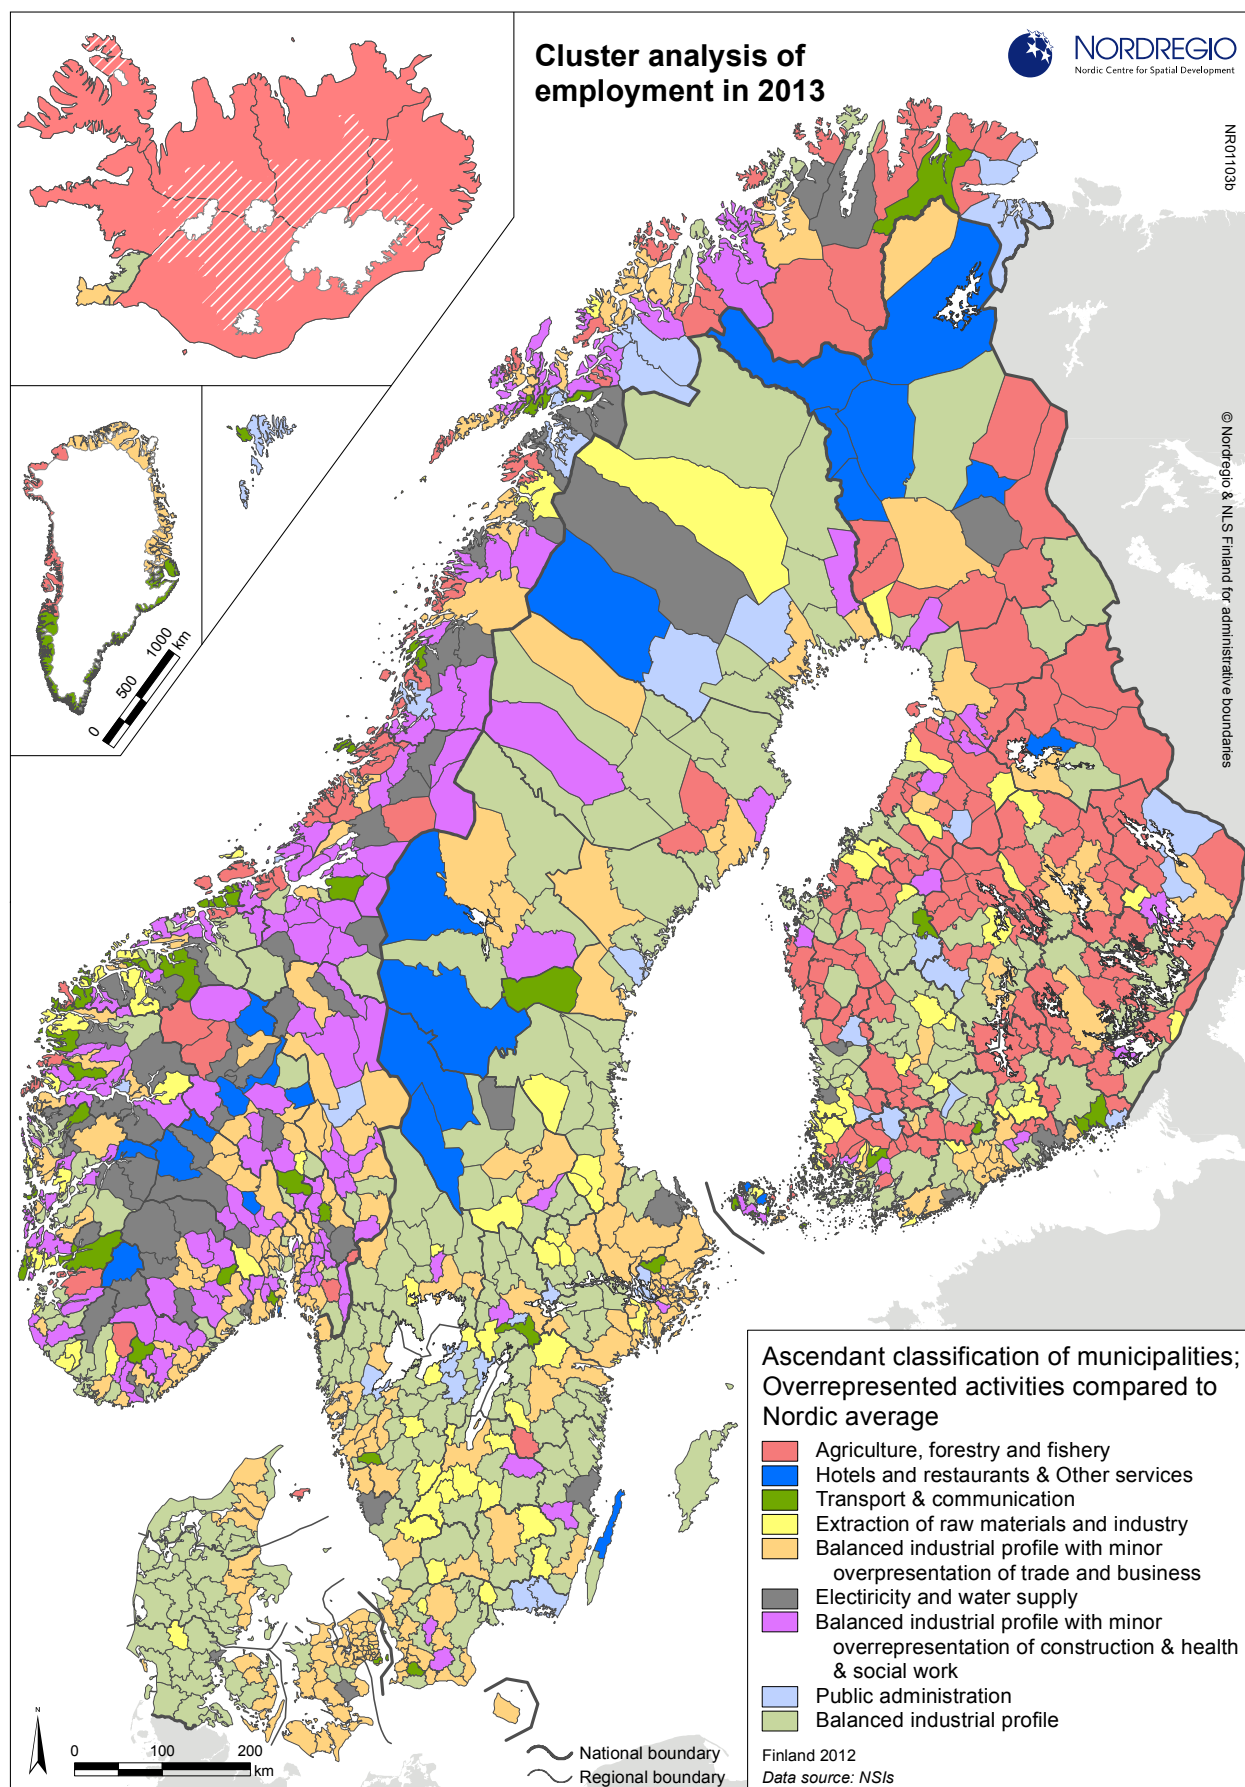 Cluster analysis of
employment in 2013
NORDREGIO
Nordic Centre for Spatial Development
NR01103b
© Nordregio & NLS Finland for administrative boundaries
0 500 1000
km
Ascendant classification of municipalities;
Overrepresented activities compared to
Nordic average
Agriculture, forestry and fishery
Hotels and restaurants & Other services
Transport & communication
Extraction of raw materials and industry
Balanced industrial profile with minor
overpresentation of trade and business
Electricity and water supply
Balanced industrial profile with minor
overrepresentation of construction & health
& social work
Public administration
Balanced industrial profile
Finland 2012
Data source: NSIs
National boundary
Regional boundary
N
0 100 200
km